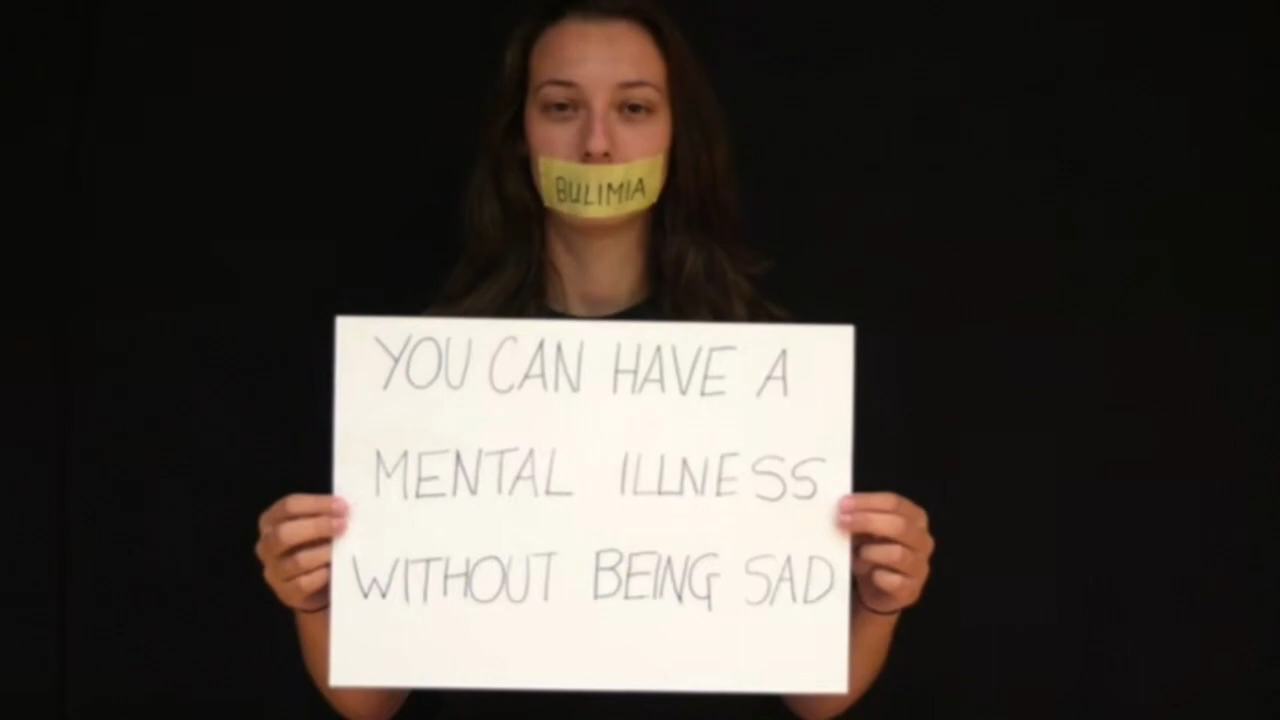 BULIMIA
YOU CAN HAVE A
MENTAL ILLNESS
WITHOUT BEING SAD